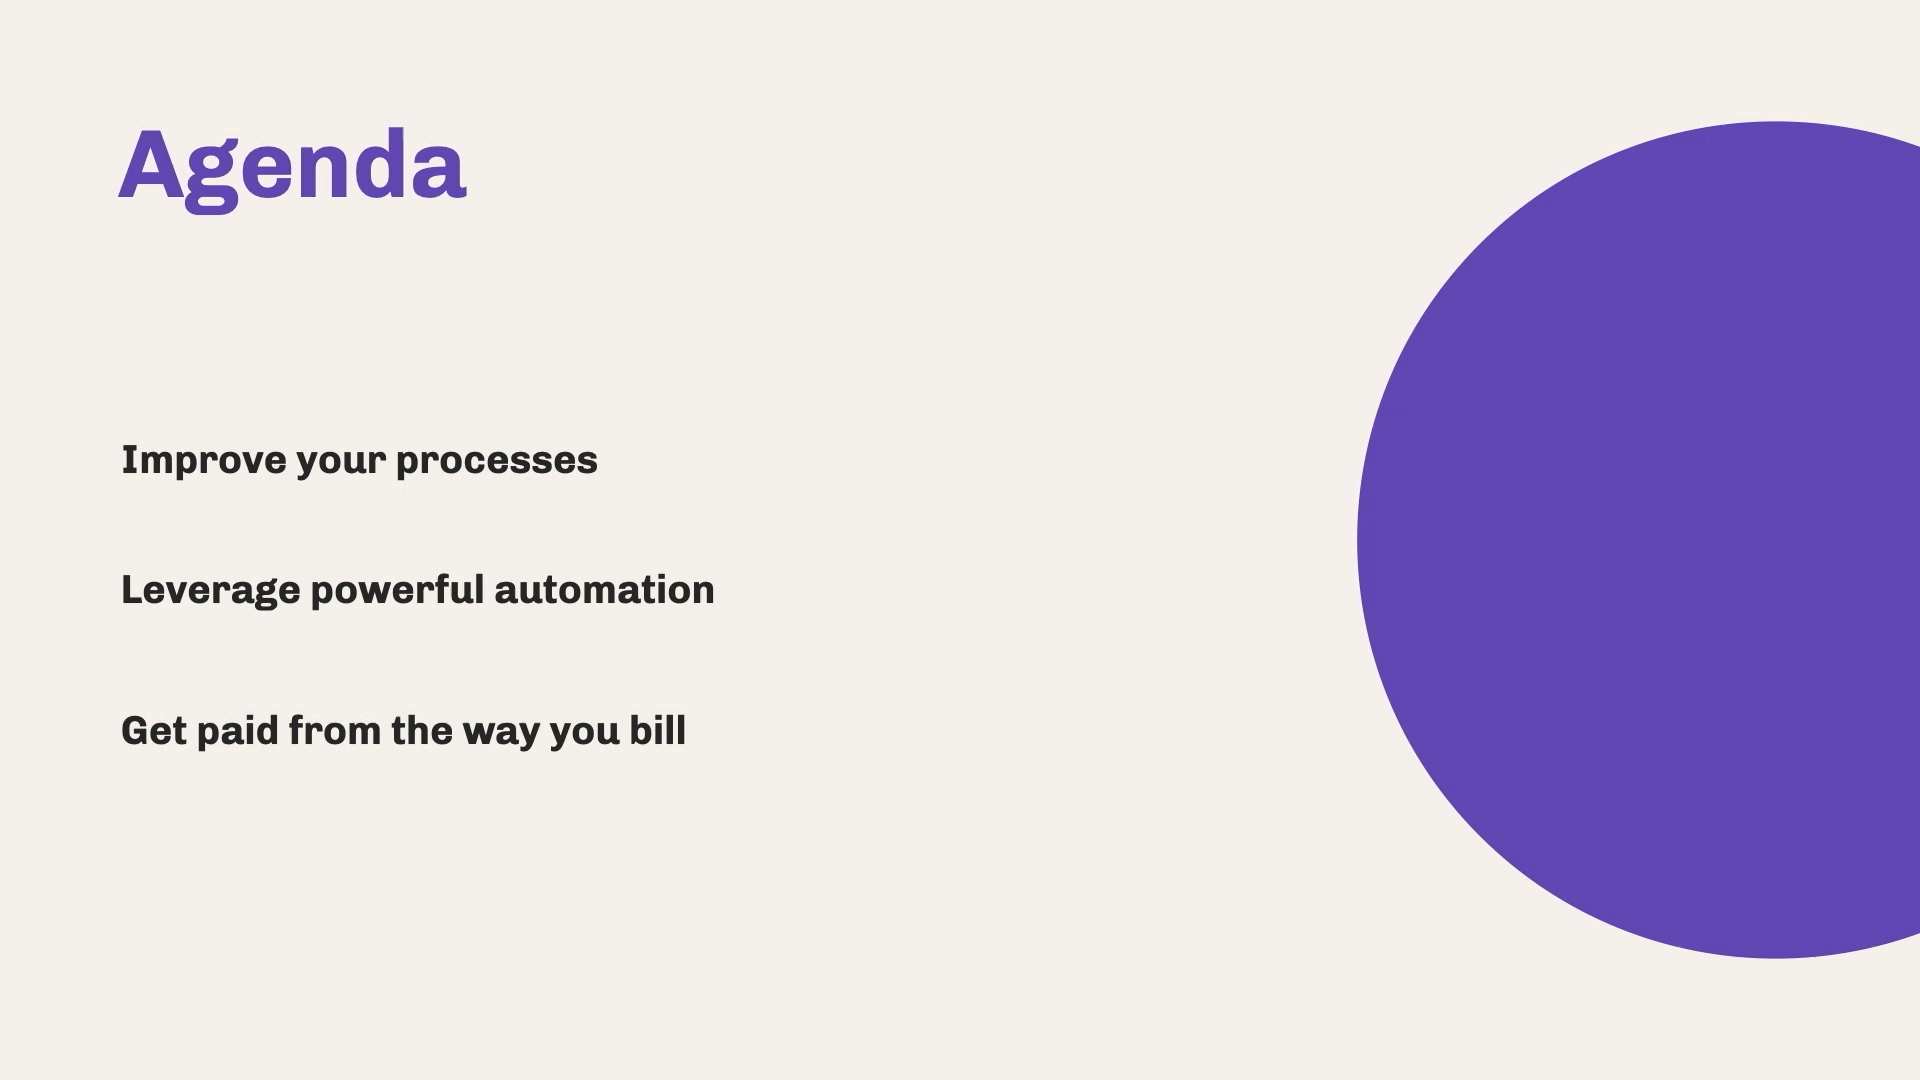 Agenda
Improve your processes
Leverage powerful automation
Get paid from the way you bill